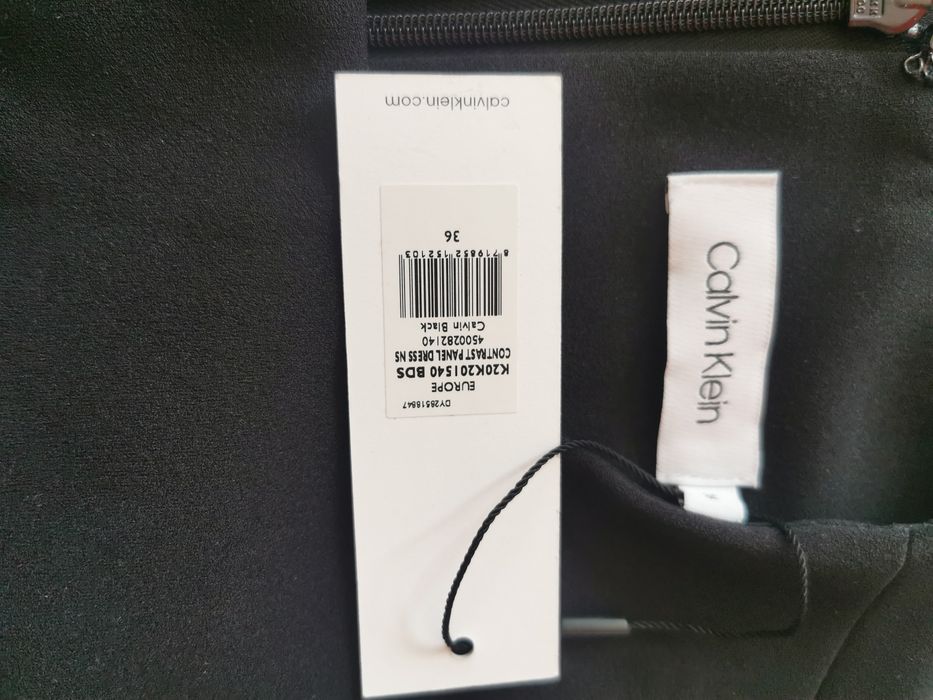 DY28518847
EUROPE
K20K201540 BDS
CONTRAST PANEL DRESS NS
4500282140
Calvin Black
8 719852 152103
36
calvinklein.com
Calvin Klein